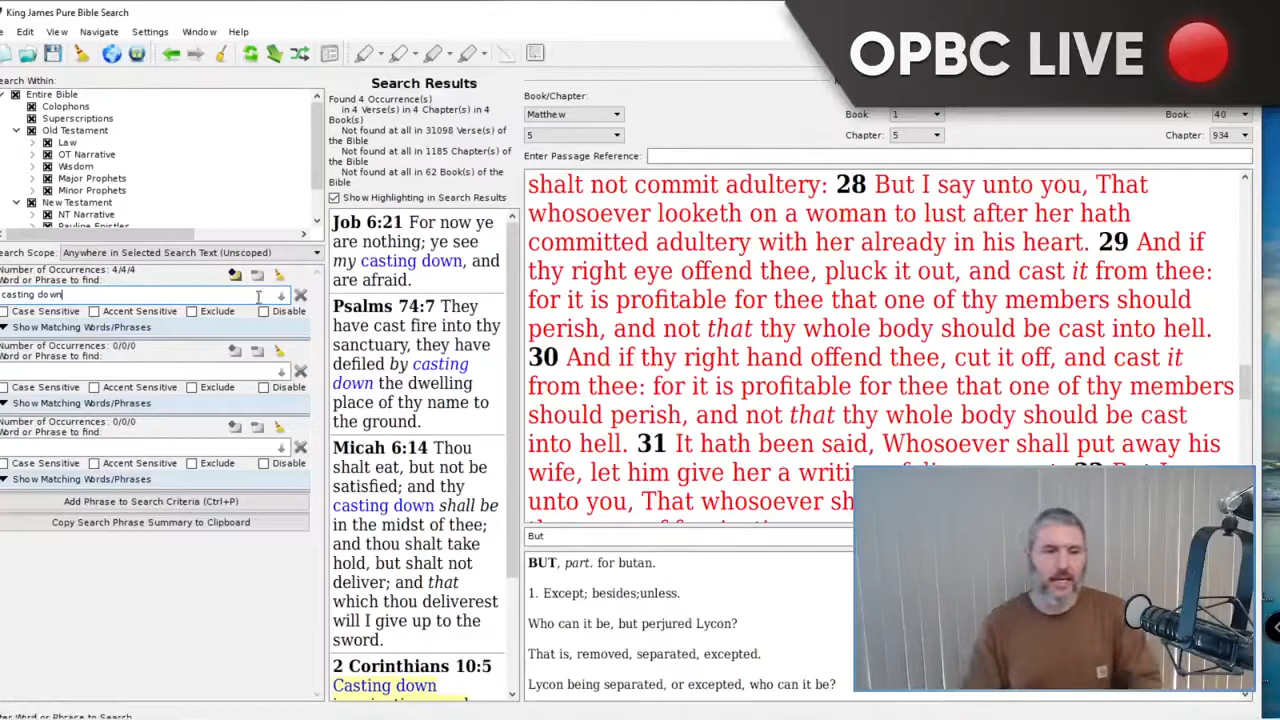 King James Pure Bible Search
Edit View Navigate Settings Window Help
OPBC LIVE
earch Within:
Entire Bible
Colophons
Superscriptions
Old Testament
Law
OT Narrative
Wisdom
Major Prophets
Minor Prophets
New Testament
NT Narrative
Pauline Epistles
earch Scope: Anywhere in Selected Search Text (Unscoped)
Number of Occurrences: 4/4/4
Word or Phrase to find:
casting down
Case Sensitive Accent Sensitive Exclude Disable
Show Matching Words/Phrases
Number of Occurrences: 0/0/0
Word or Phrase to find:
Case Sensitive Accent Sensitive Exclude Disable
Show Matching Words/Phrases
Number of Occurrences: 0/0/0
Word or Phrase to find:
Case Sensitive Accent Sensitive Exclude Disable
Show Matching Words/Phrases
Add Phrase to Search Criteria (Ctrl+P)
Copy Search Phrase Summary to Clipboard
Search Results
Found 4 Occurrence(s)
in 4 Verse(s) in 4 Chapter(s) in 4
Book(s)
Not found at all in 31098 Verse(s) of
the Bible
Not found at all in 1185 Chapter(s) of
the Bible
Not found at all in 62 Book(s) of the
Bible
Show Highlighting in Search Results
Job 6:21 For now ye
are nothing; ye see
my casting down, and
are afraid.
Psalms 74:7 They
have cast fire into thy
sanctuary, they have
defiled by casting
down the dwelling
place of thy name to
the ground.
Micah 6:14 Thou
shalt eat, but not be
satisfied; and thy
casting down shall be
in the midst of thee;
and thou shalt take
hold, but shalt not
deliver; and that
which thou deliverest
will I give up to the
sword.
2 Corinthians 10:5
Casting down
Book/Chapter:
Matthew Book: 1 Book: 40
5 Chapter: 5 Chapter: 934
Enter Passage Reference:
shalt not commit adultery: 28 But I say unto you, That
whosoever looketh on a woman to lust after her hath
committed adultery with her already in his heart. 29 And if
thy right eye offend thee, pluck it out, and cast it from thee:
for it is profitable for thee that one of thy members should
perish, and not that thy whole body should be cast into hell.
30 And if thy right hand offend thee, cut it off, and cast it
from thee: for it is profitable for thee that one of thy members
should perish, and not that thy whole body should be cast
into hell. 31 It hath been said, Whosoever shall put away his
wife, let him give her a
unto you, That whosoever
But
BUT, part. for butan.
1. Except; besides;unless.
Who can it be, but perjured Lycon?
That is, removed, separated, excepted.
Lycon being separated, or excepted, who can it be?